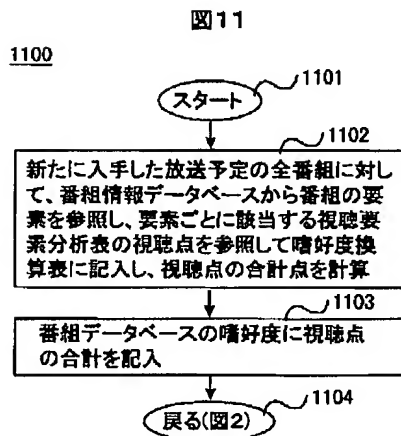 図11
1100
1101
スタート
1102
新たに入手した放送予定の全番組に対し
て、番組情報データベースから番組の要
素を参照し、要素ごとに該当する視聴要
素分析表の視聴点を参照して嗜好度換
算表に記入し、視聴点の合計点を計算
1103
番組データベースの嗜好度に視聴点
の合計を記入
1104
戻る(図2)